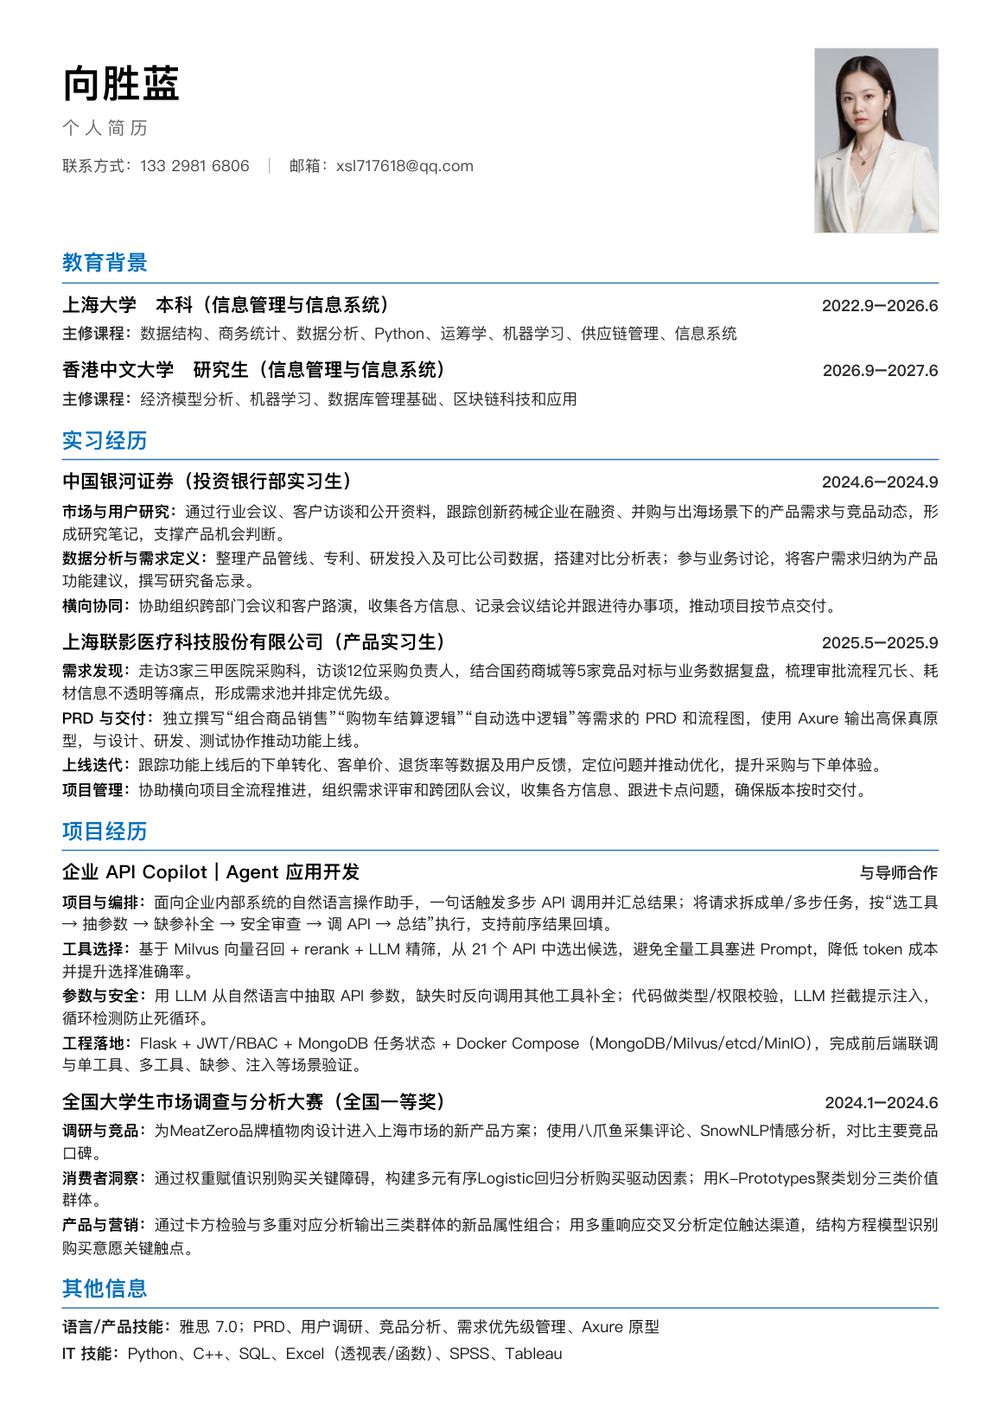 向胜蓝
个人简历
联系方式：133 2981 6806 ｜ 邮箱：xsl717618@qq.com
教育背景
上海大学 本科（信息管理与信息系统） 2022.9—2026.6
主修课程：数据结构、商务统计、数据分析、Python、运筹学、机器学习、供应链管理、信息系统
香港中文大学 研究生（信息管理与信息系统） 2026.9—2027.6
主修课程：经济模型分析、机器学习、数据库管理基础、区块链科技和应用
实习经历
中国银河证券（投资银行部实习生） 2024.6—2024.9
市场与用户研究：通过行业会议、客户访谈和公开资料，跟踪创新药械企业在融资、并购与出海场景下的产品需求与竞品动态，形
成研究笔记，支撑产品机会判断。
数据分析与需求定义：整理产品管线、专利、研发投入及可比公司数据，搭建对比分析表；参与业务讨论，将客户需求归纳为产品
功能建议，撰写研究备忘录。
横向协同：协助组织跨部门会议和客户路演，收集各方信息、记录会议结论并跟进待办事项，推动项目按节点交付。
上海联影医疗科技股份有限公司（产品实习生） 2025.5—2025.9
需求发现：走访3家三甲医院采购科，访谈12位采购负责人，结合国药商城等5家竞品对标与业务数据复盘，梳理审批流程冗长、耗
材信息不透明等痛点，形成需求池并排定优先级。
PRD 与交付：独立撰写“组合商品销售”“购物车结算逻辑”“自动选中逻辑”等需求的 PRD 和流程图，使用 Axure 输出高保真原
型，与设计、研发、测试协作推动功能上线。
上线迭代：跟踪功能上线后的下单转化、客单价、退货率等数据及用户反馈，定位问题并推动优化，提升采购与下单体验。
项目管理：协助横向项目全流程推进，组织需求评审和跨团队会议，收集各方信息、跟进卡点问题，确保版本按时交付。
项目经历
企业 API Copilot｜Agent 应用开发 与导师合作
项目与编排：面向企业内部系统的自然语言操作助手，一句话触发多步 API 调用并汇总结果；将请求拆成单/多步任务，按“选工具
→ 抽参数 → 缺参补全 → 安全审查 → 调 API → 总结”执行，支持前序结果回填。
工具选择：基于 Milvus 向量召回 + rerank + LLM 精筛，从 21 个 API 中选出候选，避免全量工具塞进 Prompt，降低 token 成本
并提升选择准确率。
参数与安全：用 LLM 从自然语言中抽取 API 参数，缺失时反向调用其他工具补全；代码做类型/权限校验，LLM 拦截提示注入，
循环检测防止死循环。
工程落地：Flask + JWT/RBAC + MongoDB 任务状态 + Docker Compose（MongoDB/Milvus/etcd/MinIO），完成前后端联调
与单工具、多工具、缺参、注入等场景验证。
全国大学生市场调查与分析大赛（全国一等奖） 2024.1—2024.6
调研与竞品：为MeatZero品牌植物肉设计进入上海市场的新产品方案；使用八爪鱼采集评论、SnowNLP情感分析，对比主要竞品
口碑。
消费者洞察：通过权重赋值识别购买关键障碍，构建多元有序Logistic回归分析购买驱动因素；用K-Prototypes聚类划分三类价值
群体。
产品与营销：通过卡方检验与多重对应分析输出三类群体的新品属性组合；用多重响应交叉分析定位触达渠道，结构方程模型识别
购买意愿关键触点。
其他信息
语言/产品技能：雅思 7.0；PRD、用户调研、竞品分析、需求优先级管理、Axure 原型
IT 技能：Python、C++、SQL、Excel（透视表/函数）、SPSS、Tableau